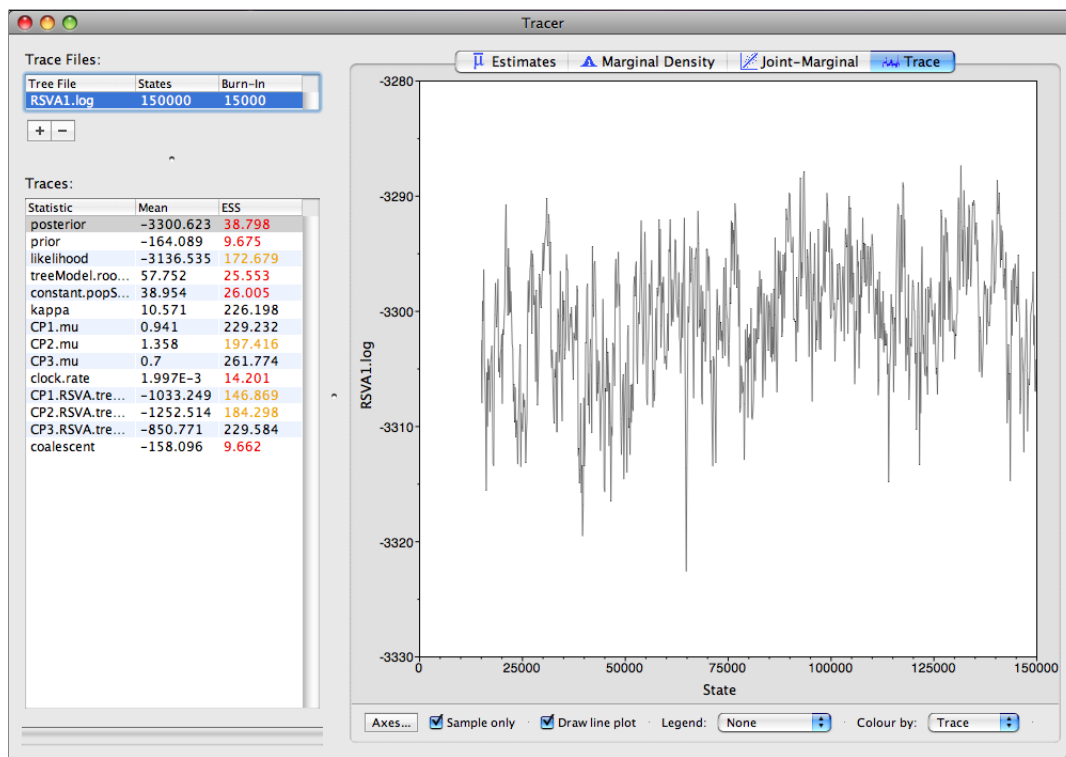 Tracer
Trace Files:
Tree File States Burn-In
RSVA1.log 150000 15000
+ −
Traces:
Statistic Mean ESS
posterior -3300.623 38.798
prior -164.089 9.675
likelihood -3136.535 172.679
treeModel.roo... 57.752 25.553
constant.popS... 38.954 26.005
kappa 10.571 226.198
CP1.mu 0.941 229.232
CP2.mu 1.358 197.416
CP3.mu 0.7 261.774
clock.rate 1.997E-3 14.201
CP1.RSVA.tre... -1033.249 146.869
CP2.RSVA.tre... -1252.514 184.298
CP3.RSVA.tre... -850.771 229.584
coalescent -158.096 9.662
μ Estimates Marginal Density Joint-Marginal Trace
-3280
-3290
-3300
-3310
-3320
-3330
RSVA1.log
0 25000 50000 75000 100000 125000 150000
State
Axes... Sample only Draw line plot Legend: None Colour by: Trace